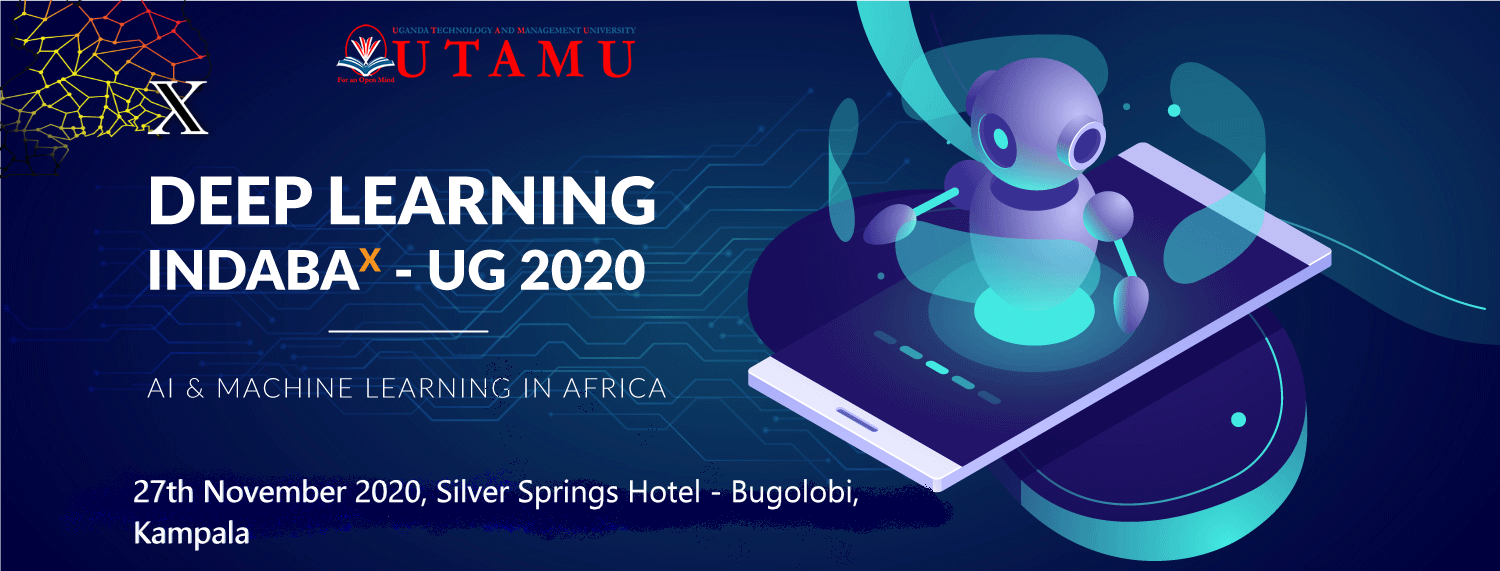 UGANDA TECHNOLOGY AND MANAGEMENT UNIVERSITY
UTAMU
For an Open Mind
X
DEEP LEARNING
INDABAX - UG 2020
AI & MACHINE LEARNING IN AFRICA
27th November 2020, Silver Springs Hotel - Bugolobi,
Kampala